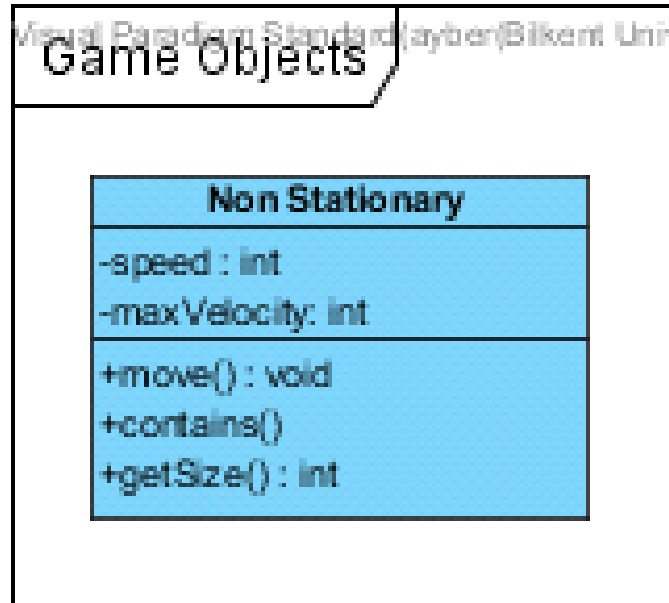 Visual Paradigm Standard(ayber(Bilkent Uni
Game Objects
Non Stationary
-speed : int
-maxVelocity: int
+move() : void
+contains()
+getSize() : int